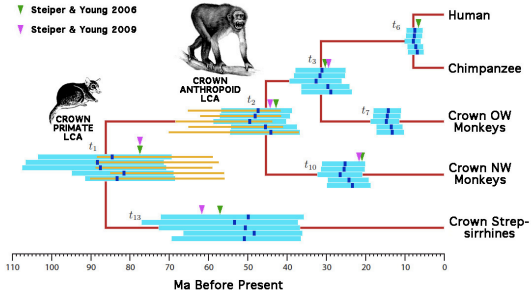 Steiper & Young 2006
Steiper & Young 2009
Human
t6
CROWN
ANTHROPOID
LCA
t3
Chimpanzee
CROWN
PRIMATE
LCA
t2
t7
Crown OW
Monkeys
t1
t10
Crown NW
Monkeys
t13
Crown Strep-
sirrhines
110 100 90 80 70 60 50 40 30 20 10 0
Ma Before Present